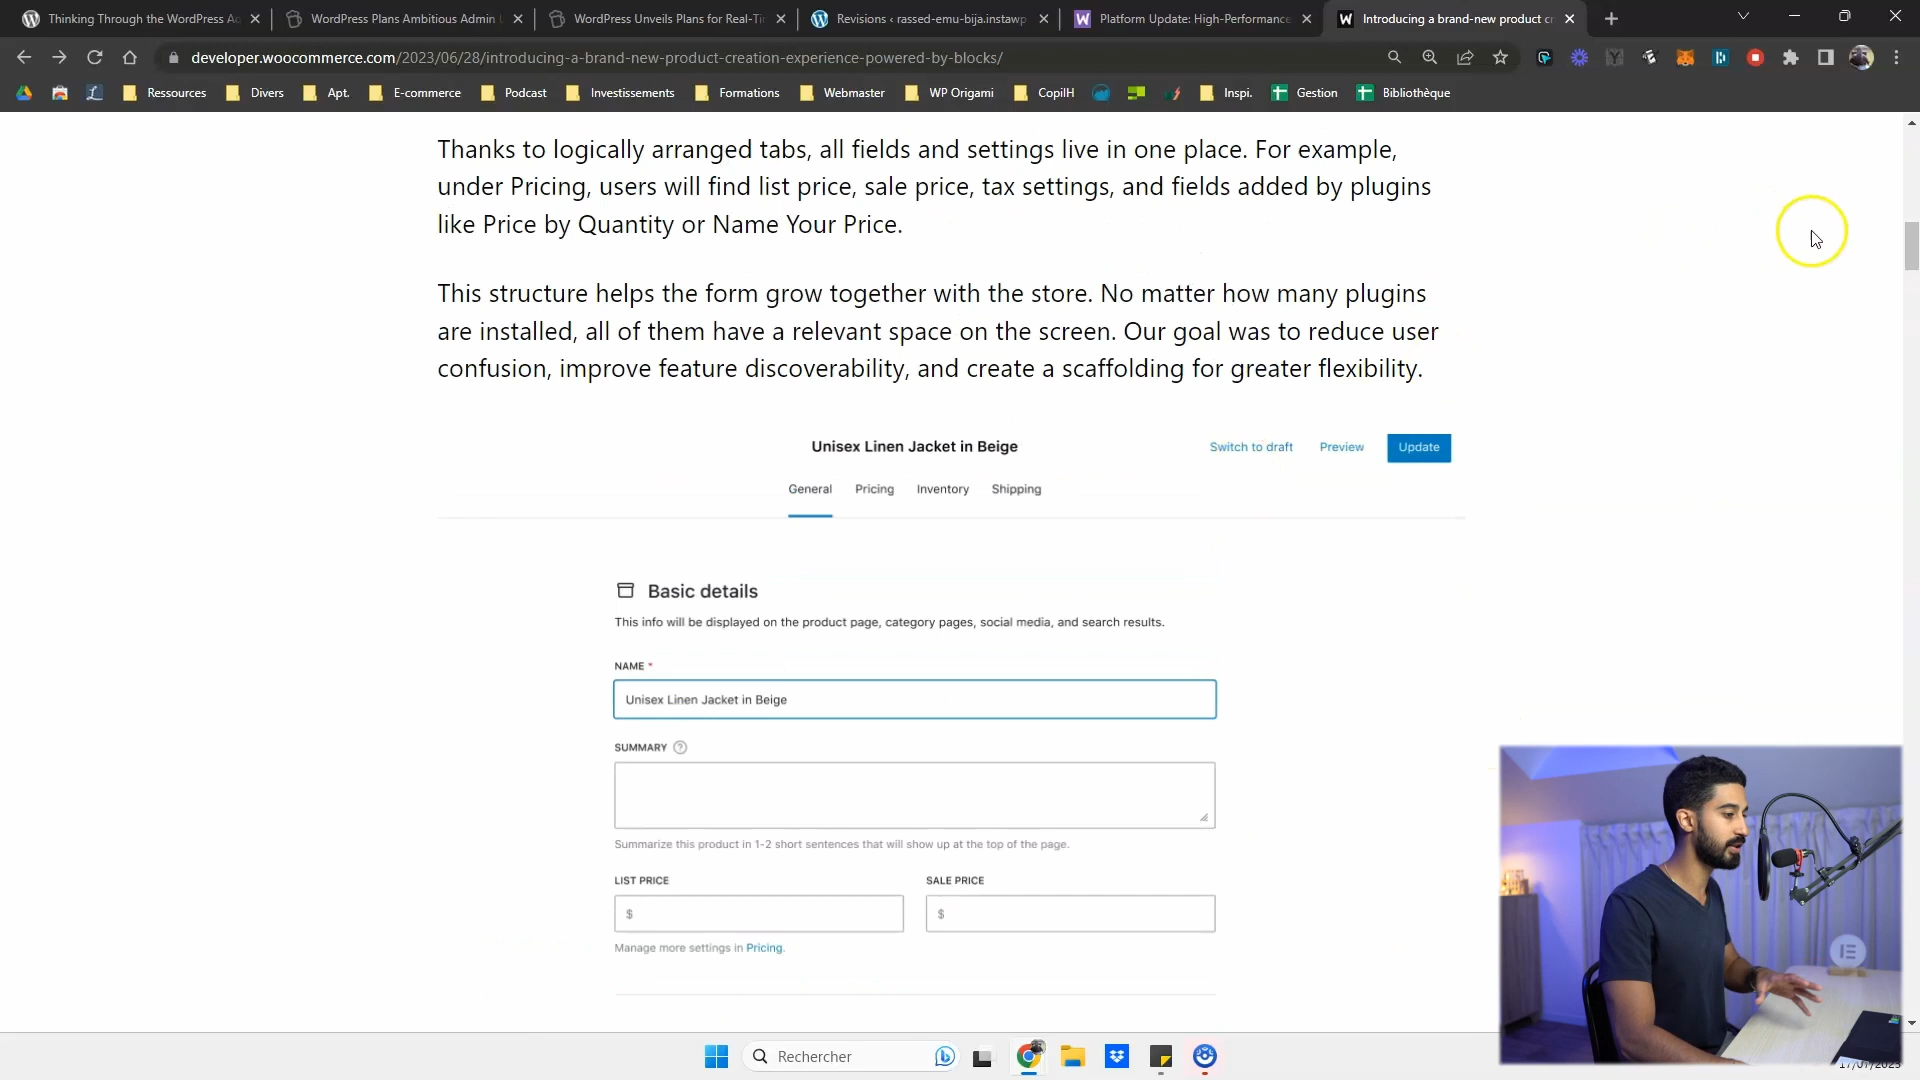 Thinking Through the WordPress Ad
WordPress Plans Ambitious Admin U
WordPress Unveils Plans for Real-Ti
Revisions ‹ rassed-emu-bija.instawp
Platform Update: High-Performance
Introducing a brand-new product cr
developer.woocommerce.com/2023/06/28/introducing-a-brand-new-product-creation-experience-powered-by-blocks/
Ressources
Divers
Apt.
E-commerce
Podcast
Investissements
Formations
Webmaster
WP Origami
CopilH
Inspi.
Gestion
Bibliothèque
Thanks to logically arranged tabs, all fields and settings live in one place. For example,
under Pricing, users will find list price, sale price, tax settings, and fields added by plugins
like Price by Quantity or Name Your Price.
This structure helps the form grow together with the store. No matter how many plugins
are installed, all of them have a relevant space on the screen. Our goal was to reduce user
confusion, improve feature discoverability, and create a scaffolding for greater flexibility.
Unisex Linen Jacket in Beige
Switch to draft
Preview
Update
General
Pricing
Inventory
Shipping
Basic details
This info will be displayed on the product page, category pages, social media, and search results.
NAME *
Unisex Linen Jacket in Beige
SUMMARY ?
Summarize this product in 1-2 short sentences that will show up at the top of the page.
LIST PRICE
SALE PRICE
$
$
Manage more settings in Pricing.
Rechercher
17/07/2023